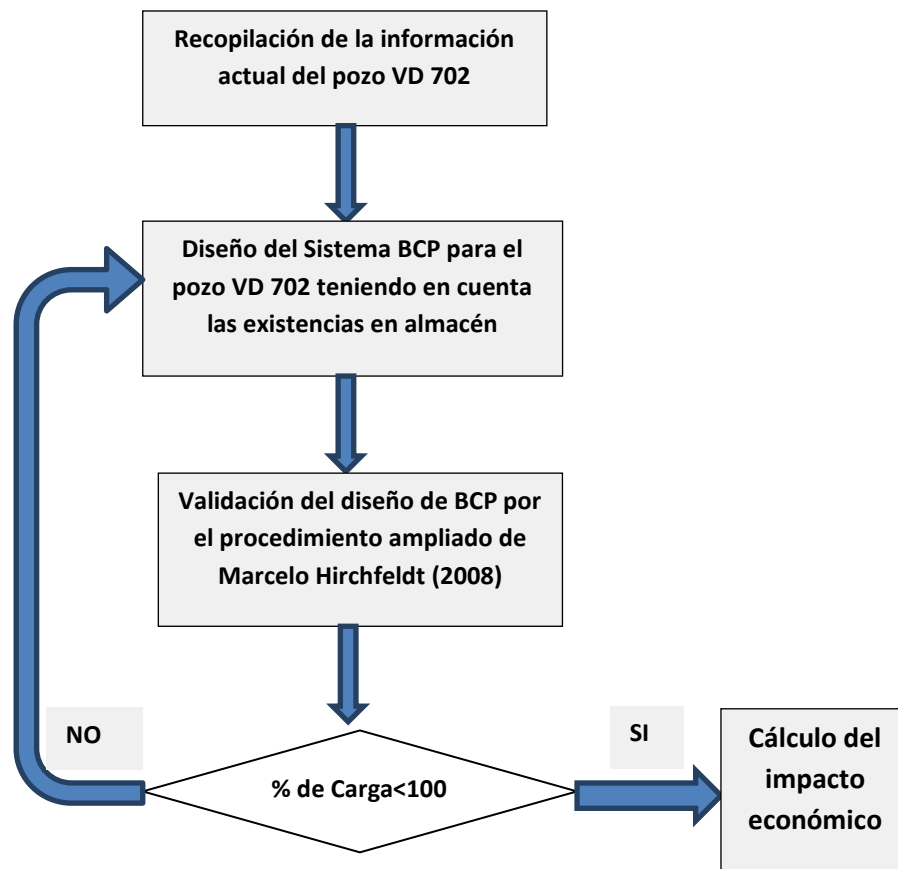 Recopilación de la información
actual del pozo VD 702
Diseño del Sistema BCP para el
pozo VD 702 teniendo en cuenta
las existencias en almacén
Validación del diseño de BCP por
el procedimiento ampliado de
Marcelo Hirchfeldt (2008)
NO
SI
% de Carga<100
Cálculo del
impacto
económico